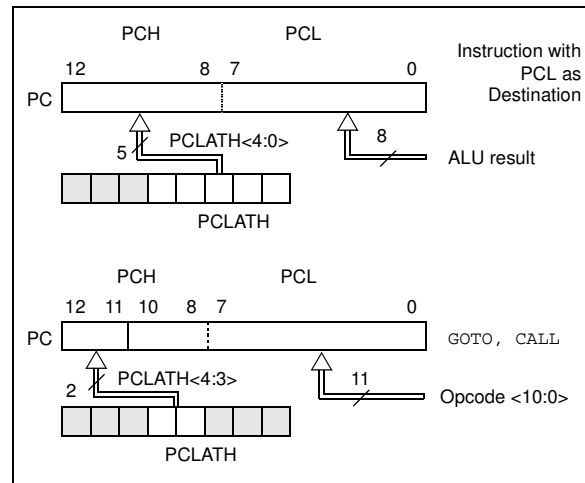 PCH PCL
12 8 7 0
Instruction with
PCL as
Destination
PC
5 PCLATH<4:0> 8
ALU result
PCLATH
PCH PCL
12 11 10 8 7 0
PC GOTO, CALL
2 PCLATH<4:3> 11
Opcode <10:0>
PCLATH